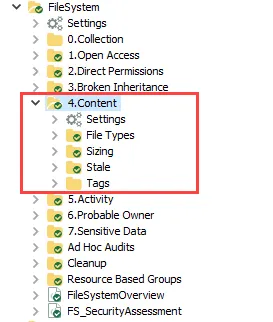 FileSystem
Settings
0.Collection
1.Open Access
2.Direct Permissions
3.Broken Inheritance
4.Content
Settings
File Types
Sizing
Stale
Tags
5.Activity
6.Probable Owner
7.Sensitive Data
Ad Hoc Audits
Cleanup
Resource Based Groups
FileSystemOverview
FS_SecurityAssessment